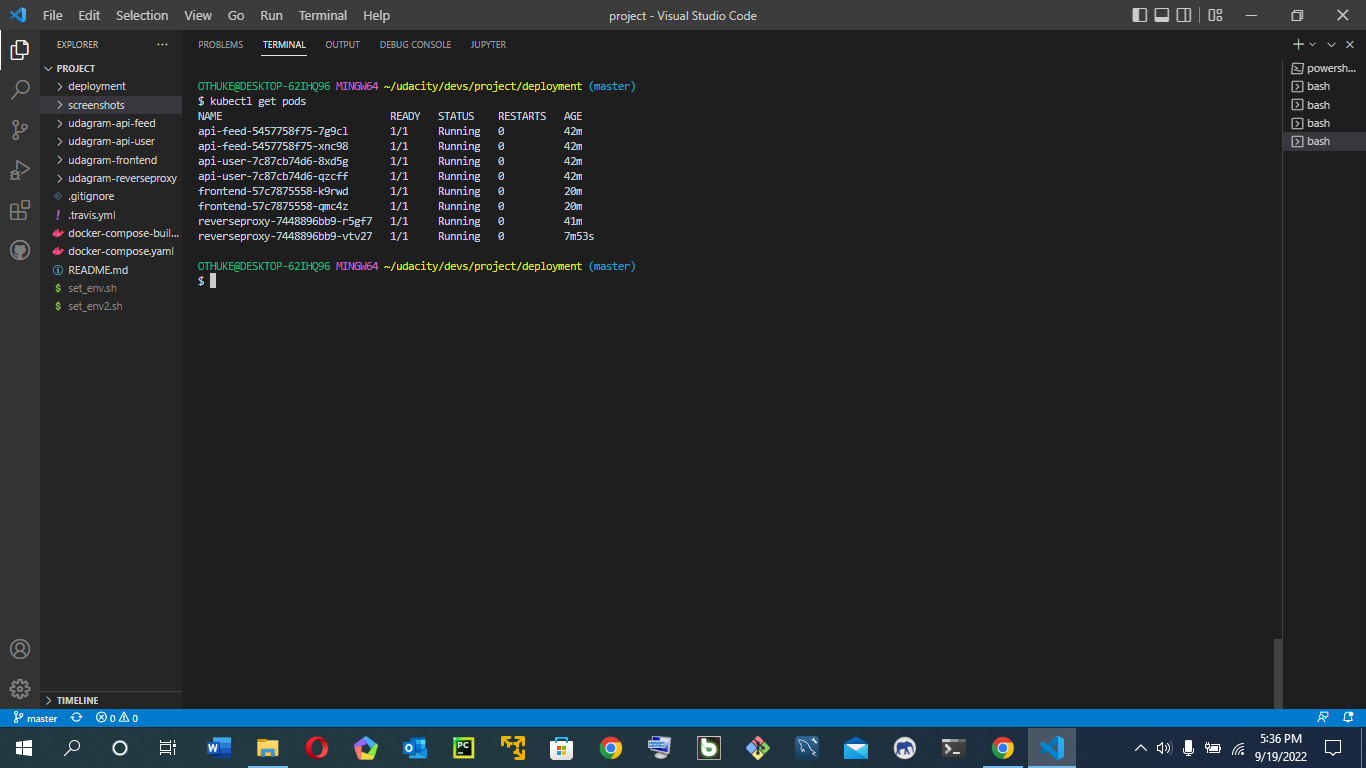 File Edit Selection View Go Run Terminal Help project - Visual Studio Code
EXPLORER ··· PROBLEMS TERMINAL OUTPUT DEBUG CONSOLE JUPYTER
PROJECT
deployment
screenshots
udagram-api-feed
udagram-api-user
udagram-frontend
udagram-reverseproxy
.gitignore
.travis.yml
docker-compose-buil...
docker-compose.yaml
README.md
$ set_env.sh
$ set_env2.sh
TIMELINE
OTHUKE@DESKTOP-62IHQ96 MINGW64 ~/udacity/devs/project/deployment (master)
$ kubectl get pods
NAME READY STATUS RESTARTS AGE
api-feed-5457758f75-7g9cl 1/1 Running 0 42m
api-feed-5457758f75-xnc98 1/1 Running 0 42m
api-user-7c87cb74d6-8xd5g 1/1 Running 0 42m
api-user-7c87cb74d6-qzcff 1/1 Running 0 42m
frontend-57c7875558-k9rwd 1/1 Running 0 20m
frontend-57c7875558-qmc4z 1/1 Running 0 20m
reverseproxy-7448896bb9-r5gf7 1/1 Running 0 41m
reverseproxy-7448896bb9-vtv27 1/1 Running 0 7m53s
OTHUKE@DESKTOP-62IHQ96 MINGW64 ~/udacity/devs/project/deployment (master)
$
powersh...
bash
bash
bash
bash
master 0 0
5:36 PM
9/19/2022